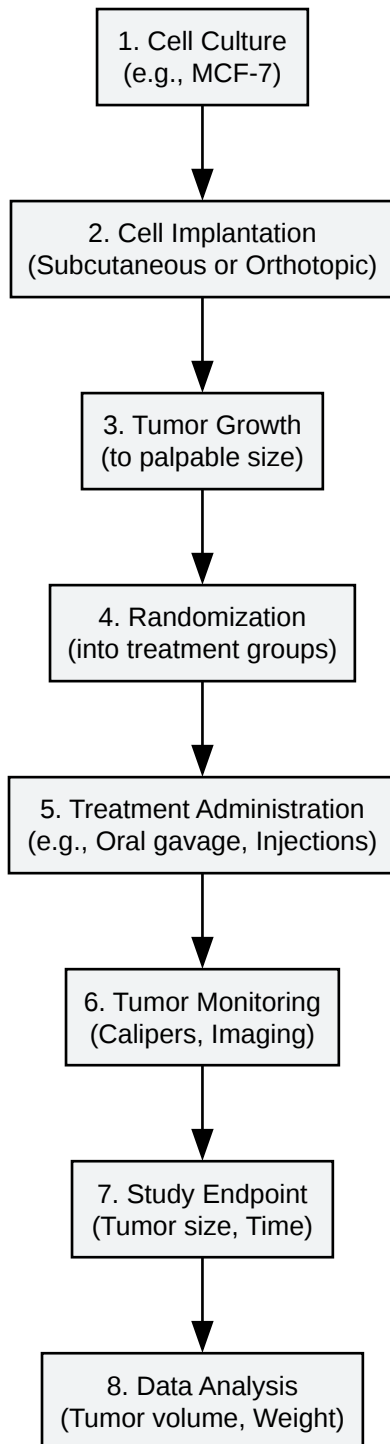 1. Cell Culture
(e.g., MCF-7)
2. Cell Implantation
(Subcutaneous or Orthotopic)
3. Tumor Growth
(to palpable size)
4. Randomization
(into treatment groups)
5. Treatment Administration
(e.g., Oral gavage, Injections)
6. Tumor Monitoring
(Calipers, Imaging)
7. Study Endpoint
(Tumor size, Time)
8. Data Analysis
(Tumor volume, Weight)